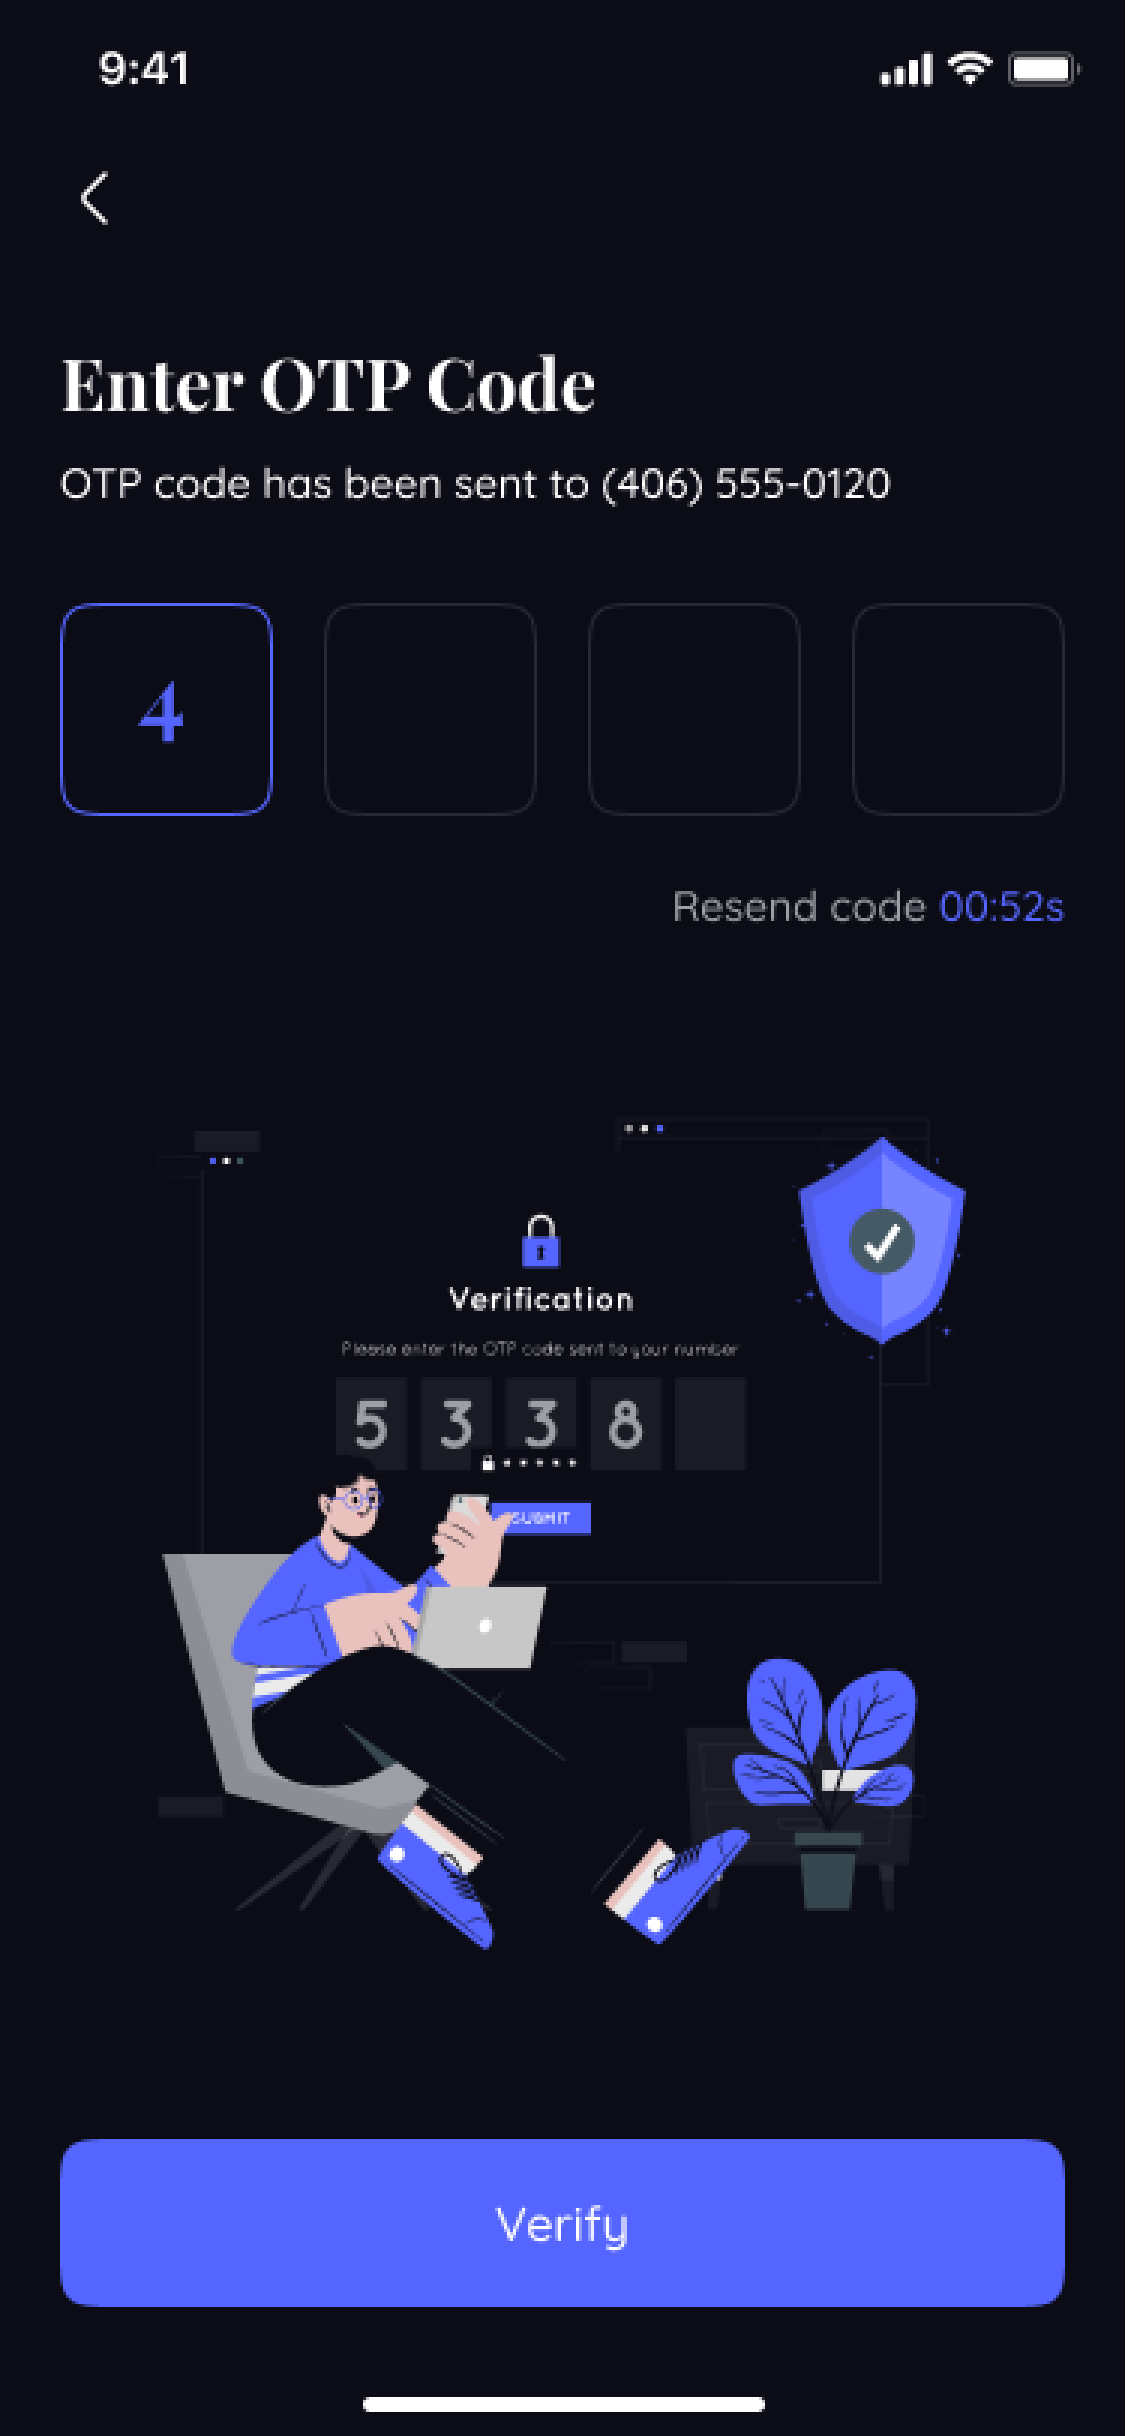 9:41
Enter OTP Code
OTP code has been sent to (406) 555-0120
4
Resend code 00:52s
Verification
Please enter the OTP code sent to your number
5 3 3 8
SUBMIT
Verify